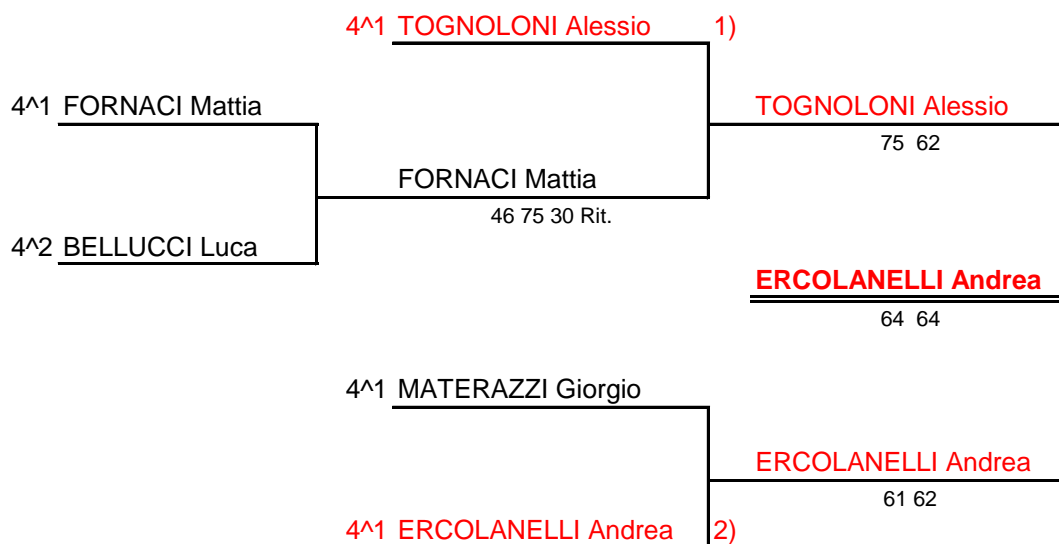 4^1 TOGNOLONI Alessio 1)
4^1 FORNACI Mattia
TOGNOLONI Alessio
75 62
FORNACI Mattia
46 75 30 Rit.
4^2 BELLUCCI Luca
ERCOLANELLI Andrea
64 64
4^1 MATERAZZI Giorgio
ERCOLANELLI Andrea
61 62
4^1 ERCOLANELLI Andrea 2)